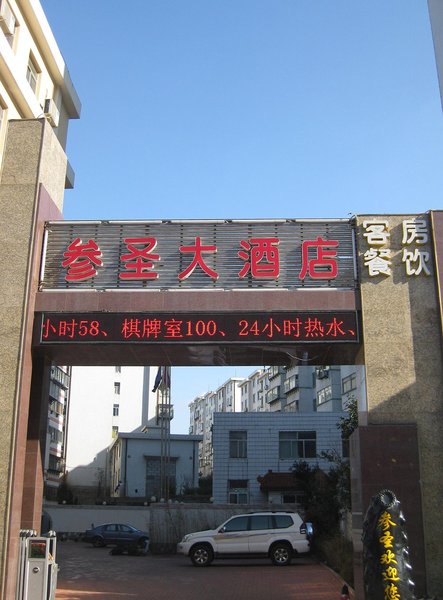 参圣大酒店
客房
餐饮
小时58、棋牌室100、24小时热水、
参圣欢迎您